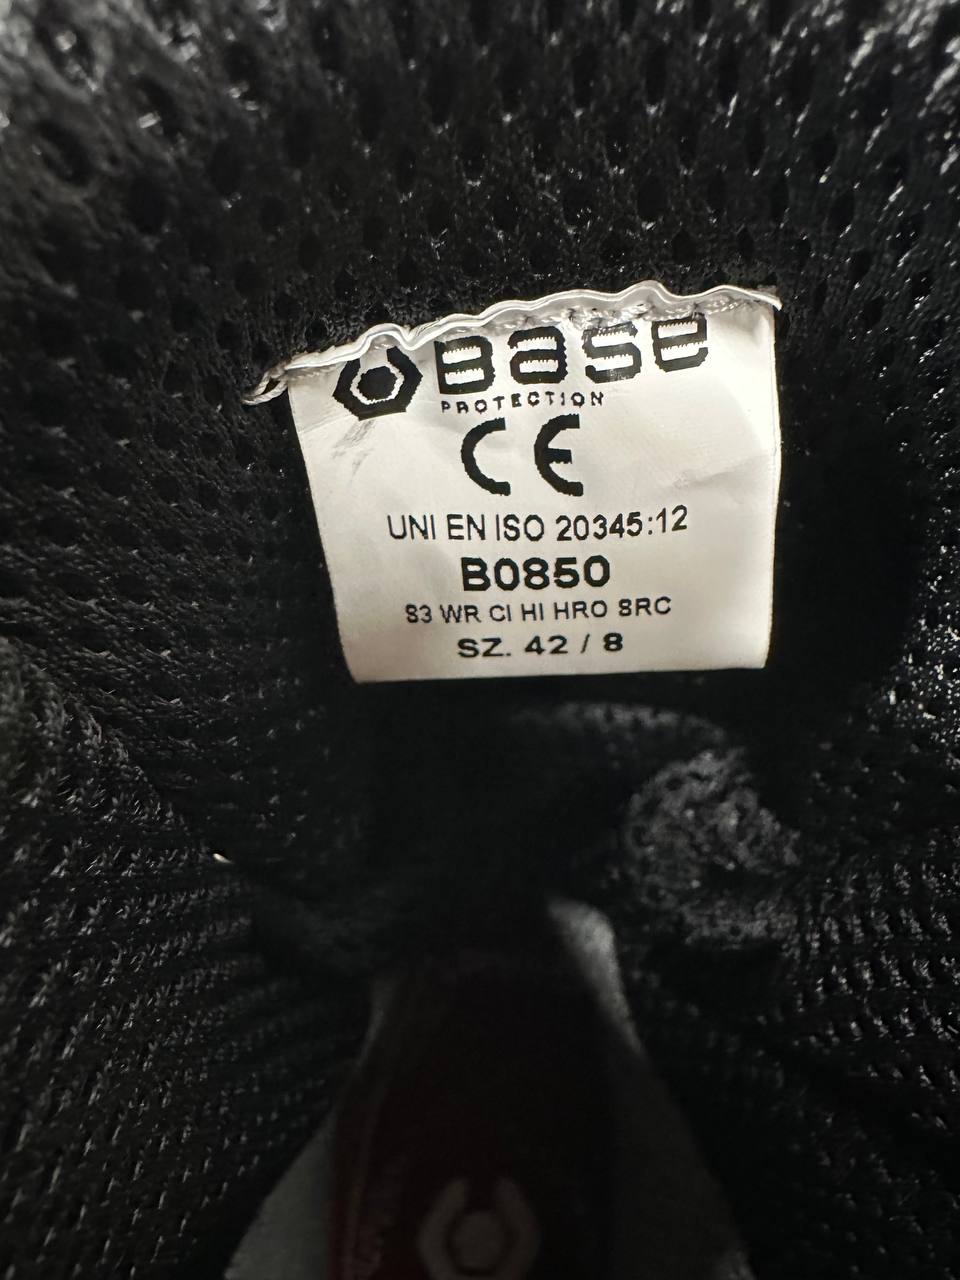 BASE
PROTECTION
CE
UNI EN ISO 20345:12
B0850
S3 WR CI HI HRO SRC
SZ. 42 / 8